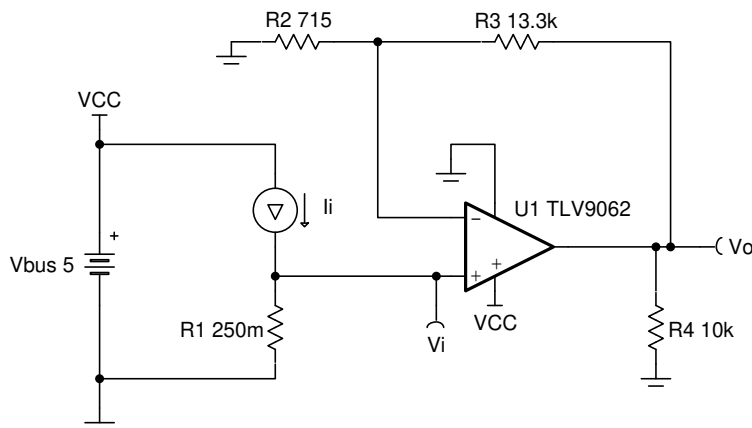 R2 715
R3 13.3k
VCC
Ii
U1 TLV9062
+
Vbus 5
−
+
+
Vo
VCC
R1 250m
Vi
R4 10k